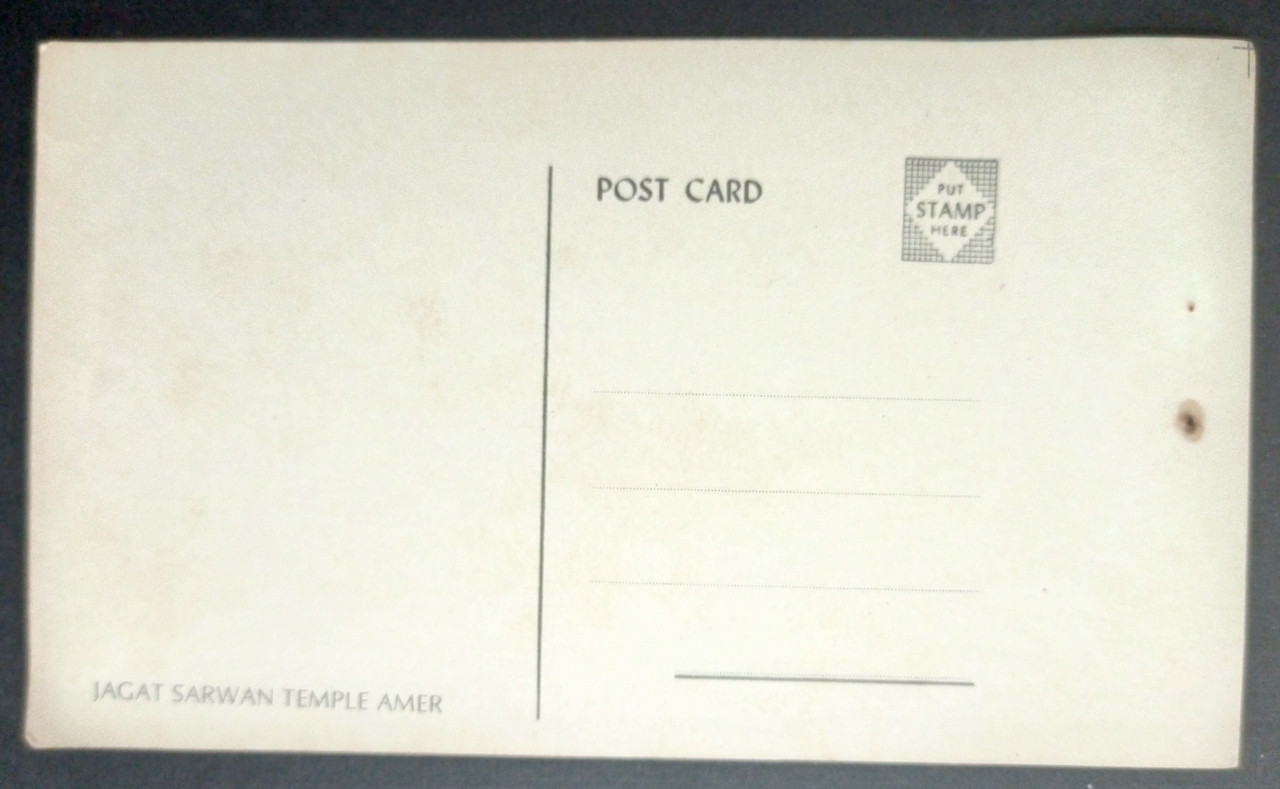 POST CARD
PUT
STAMP
HERE
JAGAT SARWAN TEMPLE AMER